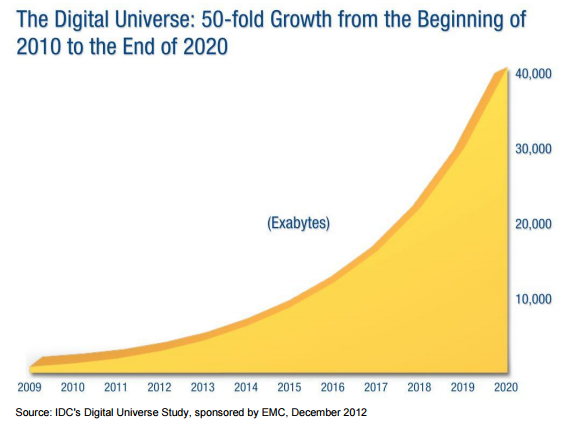 The Digital Universe: 50-fold Growth from the Beginning of
2010 to the End of 2020
40,000
30,000
(Exabytes)
20,000
10,000
2009 2010 2011 2012 2013 2014 2015 2016 2017 2018 2019 2020
Source: IDC's Digital Universe Study, sponsored by EMC, December 2012